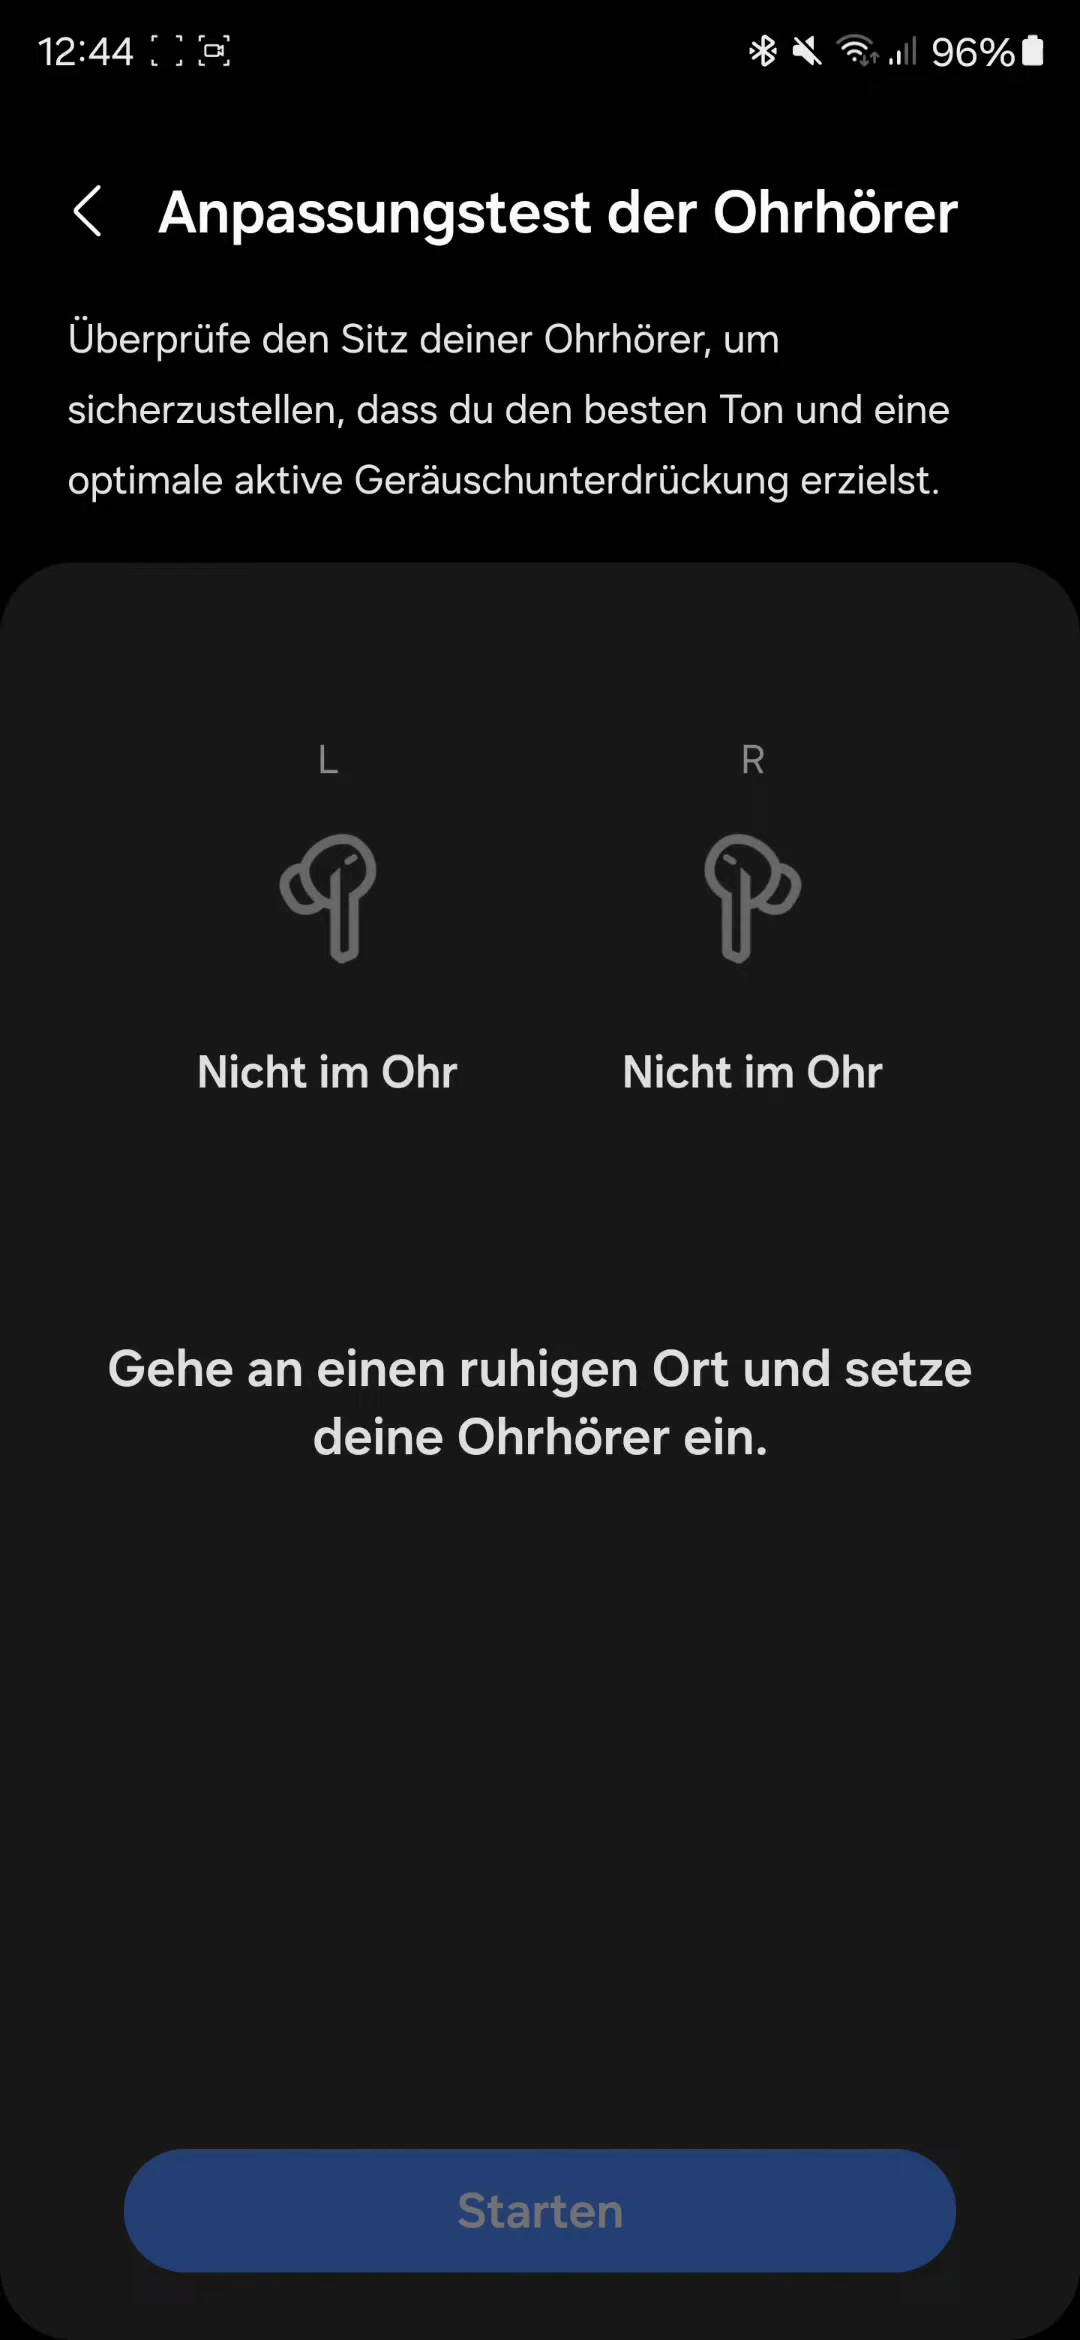 12:44 96%
Anpassungstest der Ohrhörer
Überprüfe den Sitz deiner Ohrhörer, um
sicherzustellen, dass du den besten Ton und eine
optimale aktive Geräuschunterdrückung erzielst.
L R
Nicht im Ohr Nicht im Ohr
Gehe an einen ruhigen Ort und setze
deine Ohrhörer ein.
Starten